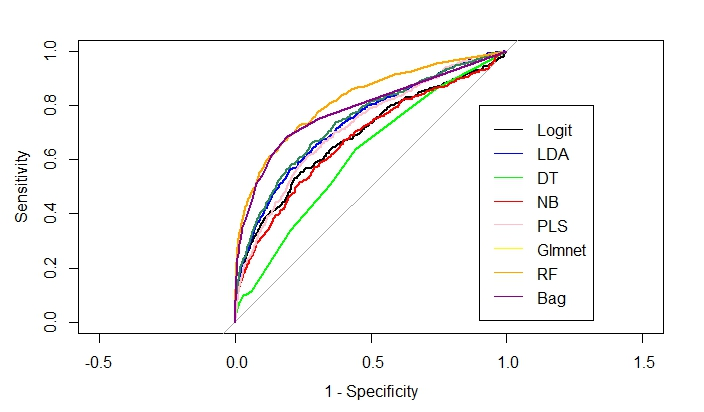 1.0
0.8
0.6
0.4
0.2
0.0
Sensitivity
Logit
LDA
DT
NB
PLS
Glmnet
RF
Bag
-0.5 0.0 0.5 1.0 1.5
1 - Specificity